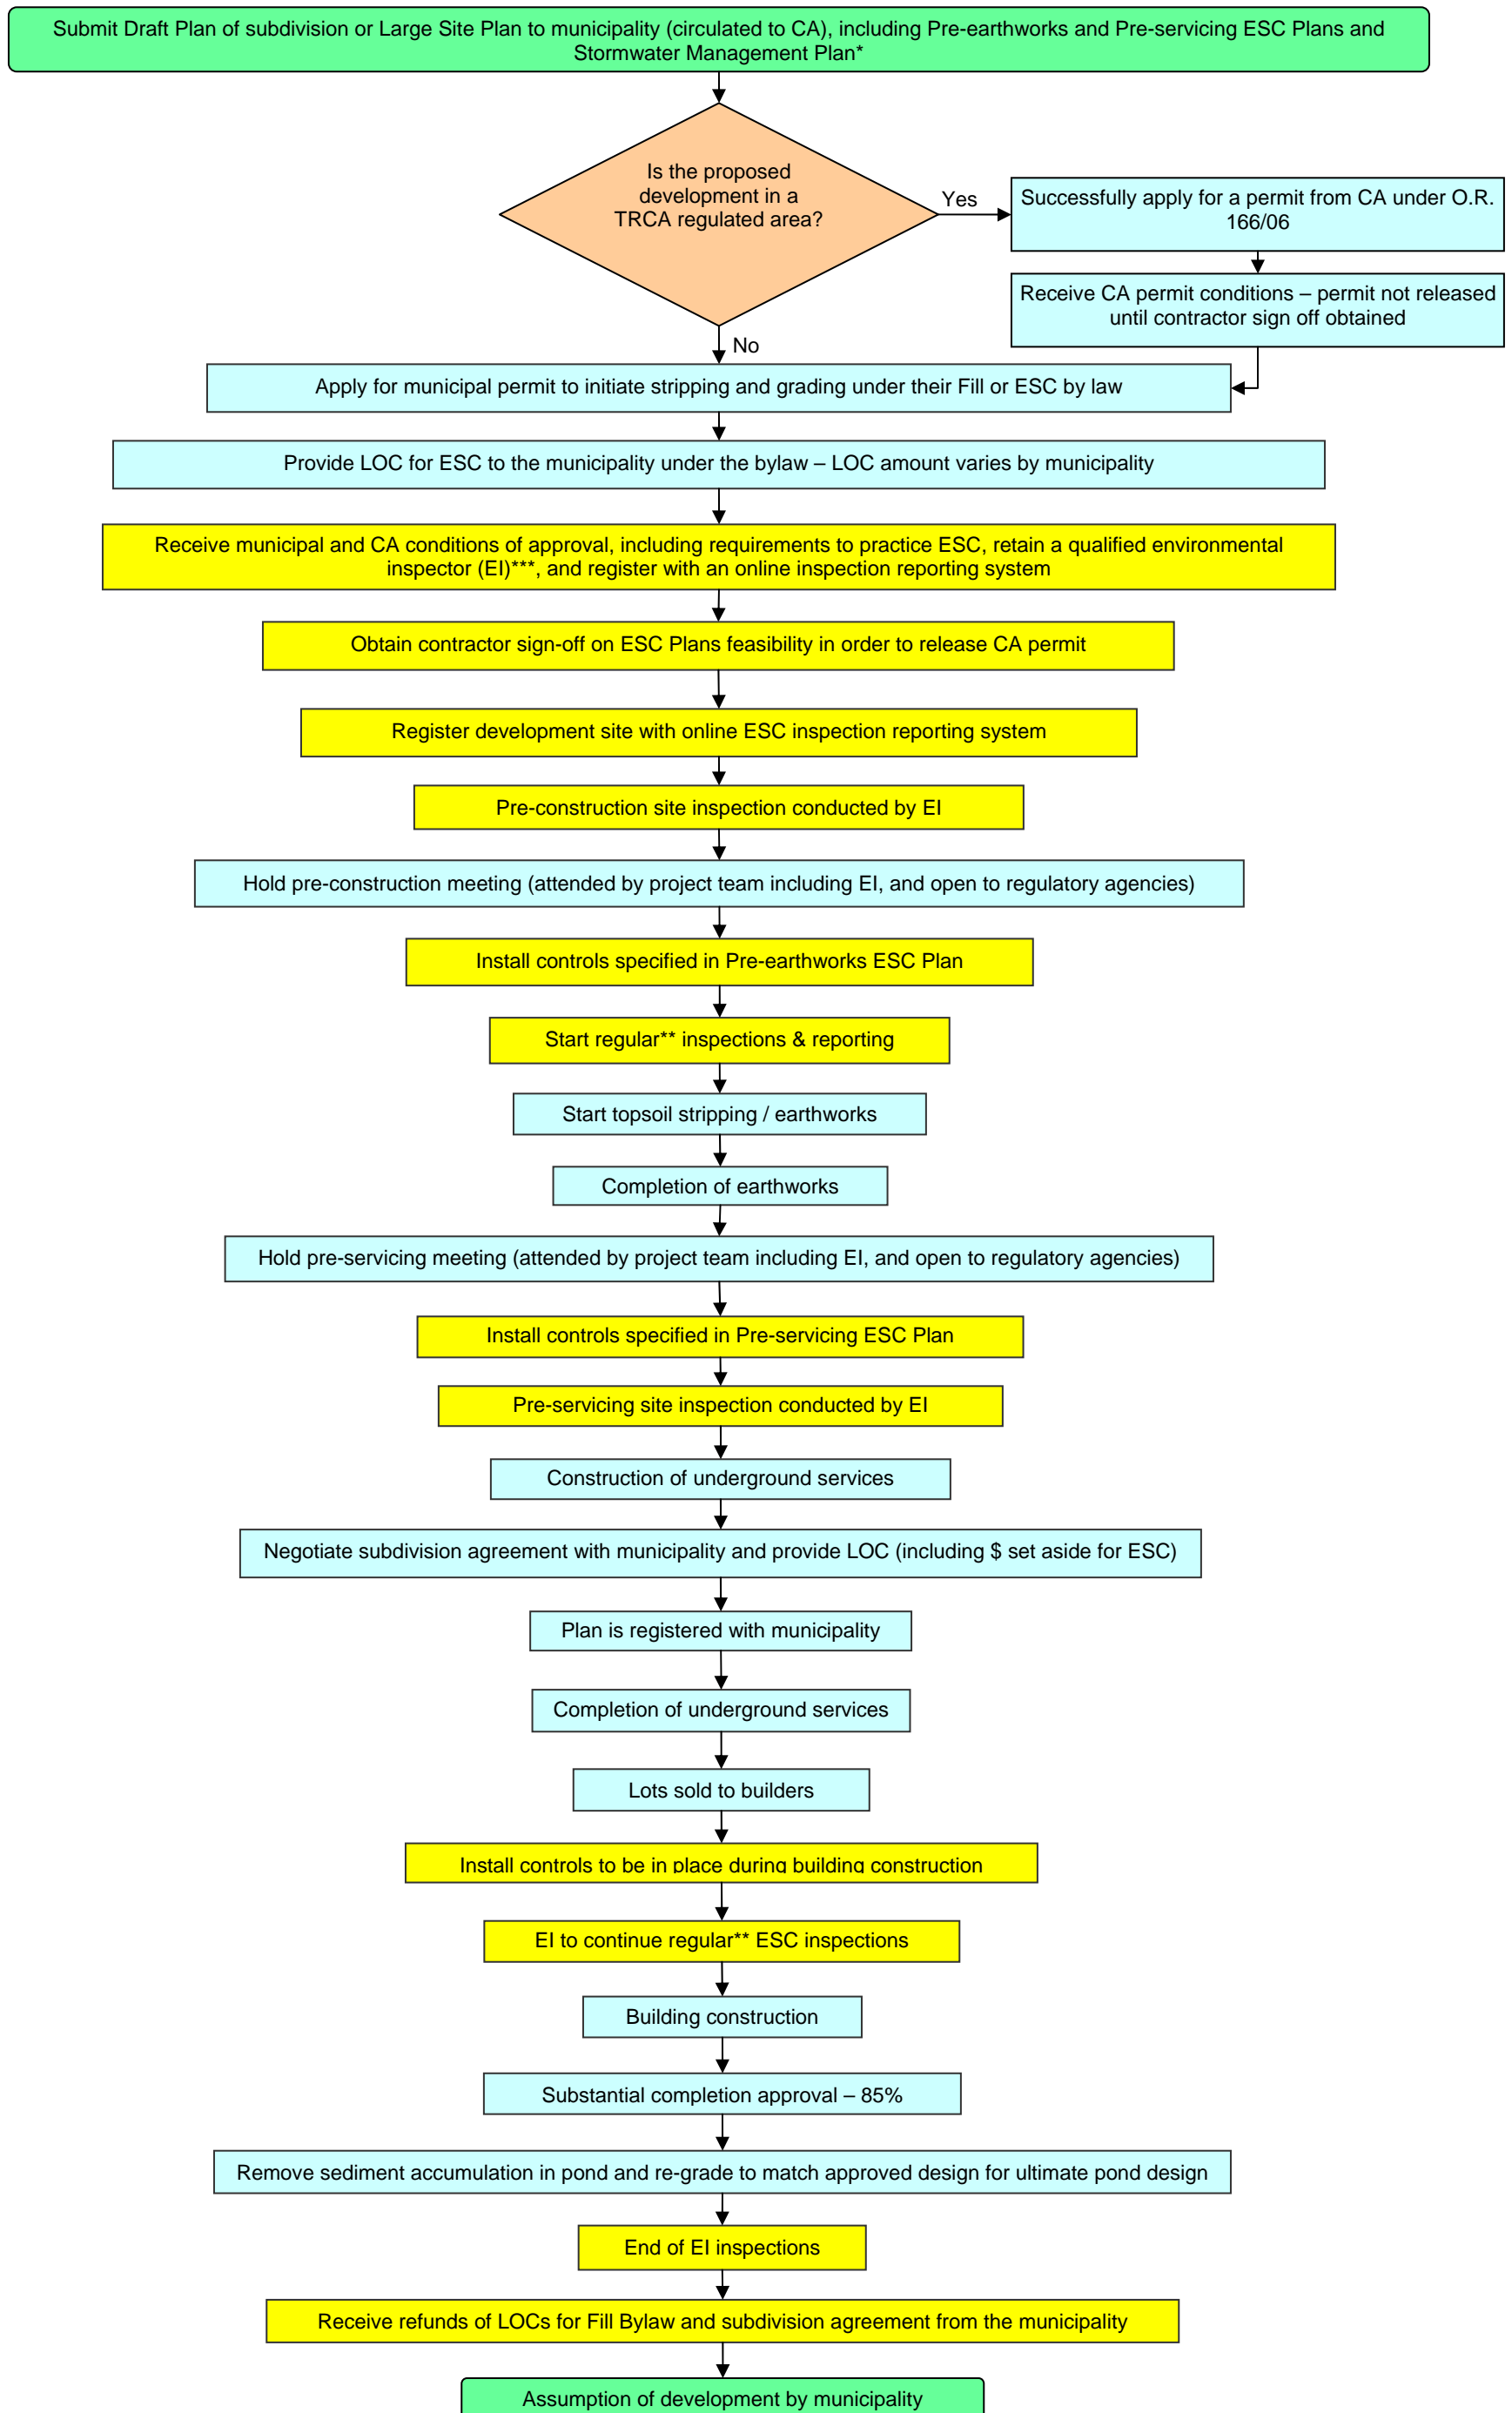 Submit Draft Plan of subdivision or Large Site Plan to municipality (circulated to CA), including Pre-earthworks and Pre-servicing ESC Plans and
Stormwater Management Plan*
Is the proposed
development in a
TRCA regulated area?
Yes
Successfully apply for a permit from CA under O.R.
166/06
Receive CA permit conditions – permit not released
until contractor sign off obtained
No
Apply for municipal permit to initiate stripping and grading under their Fill or ESC by law
Provide LOC for ESC to the municipality under the bylaw – LOC amount varies by municipality
Receive municipal and CA conditions of approval, including requirements to practice ESC, retain a qualified environmental
inspector (EI)***, and register with an online inspection reporting system
Obtain contractor sign-off on ESC Plans feasibility in order to release CA permit
Register development site with online ESC inspection reporting system
Pre-construction site inspection conducted by EI
Hold pre-construction meeting (attended by project team including EI, and open to regulatory agencies)
Install controls specified in Pre-earthworks ESC Plan
Start regular** inspections & reporting
Start topsoil stripping / earthworks
Completion of earthworks
Hold pre-servicing meeting (attended by project team including EI, and open to regulatory agencies)
Install controls specified in Pre-servicing ESC Plan
Pre-servicing site inspection conducted by EI
Construction of underground services
Negotiate subdivision agreement with municipality and provide LOC (including $ set aside for ESC)
Plan is registered with municipality
Completion of underground services
Lots sold to builders
Install controls to be in place during building construction
EI to continue regular** ESC inspections
Building construction
Substantial completion approval – 85%
Remove sediment accumulation in pond and re-grade to match approved design for ultimate pond design
End of EI inspections
Receive refunds of LOCs for Fill Bylaw and subdivision agreement from the municipality
Assumption of development by municipality